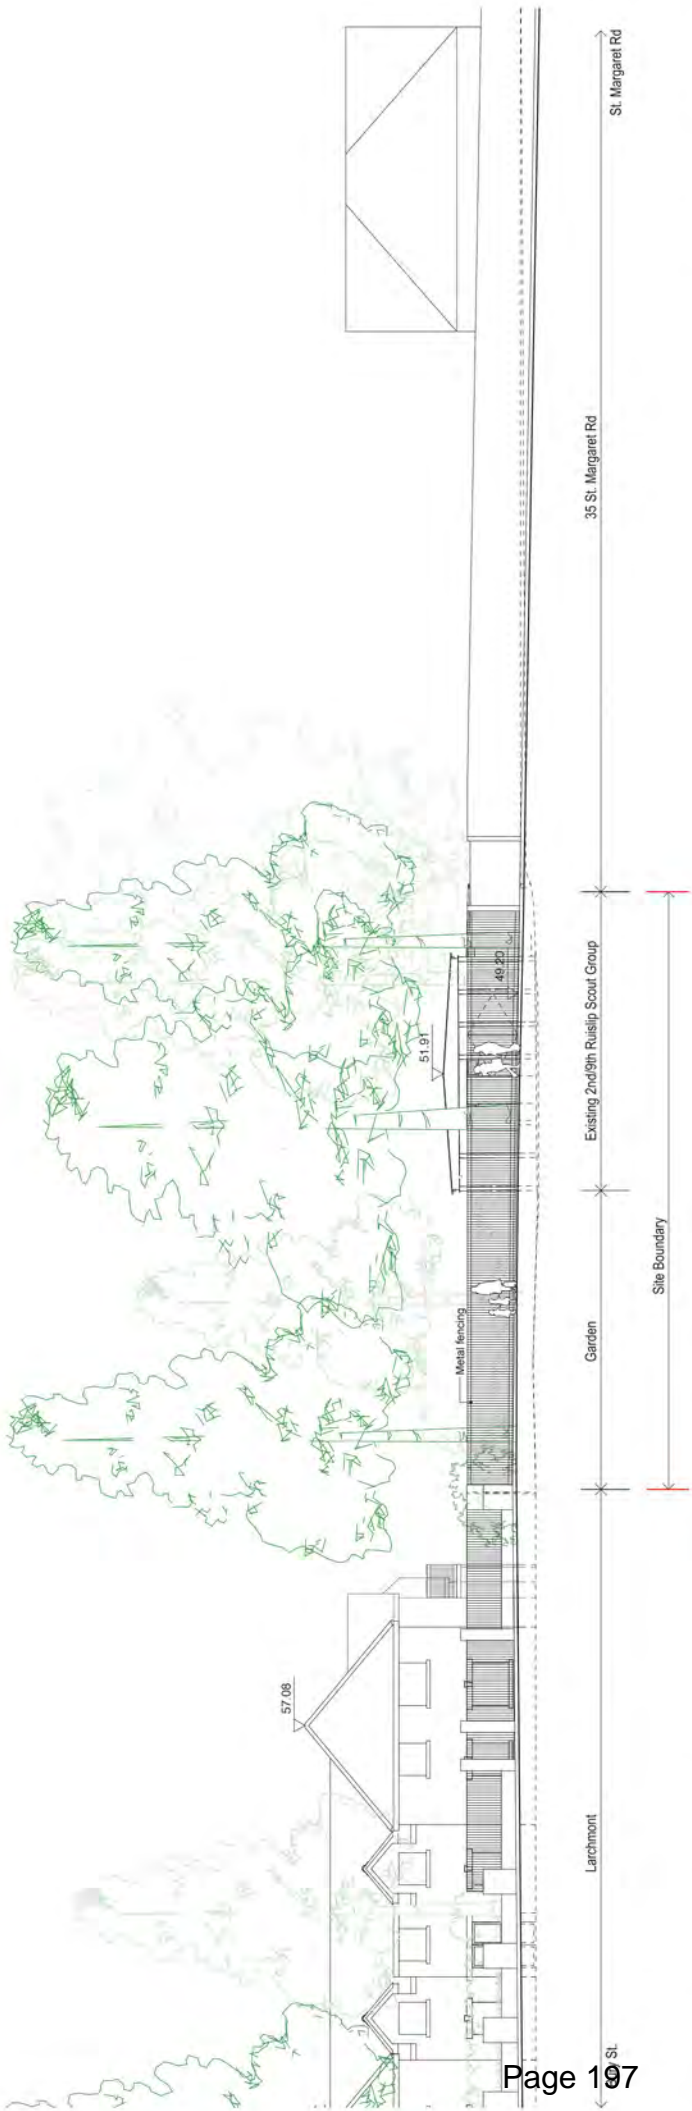 57.08
51.91
49.20
Metal fencing
St.
Larchmont
Garden
Existing 2nd/9th Ruislip Scout Group
35 St. Margaret Rd
St. Margaret Rd
Site Boundary
Page 197